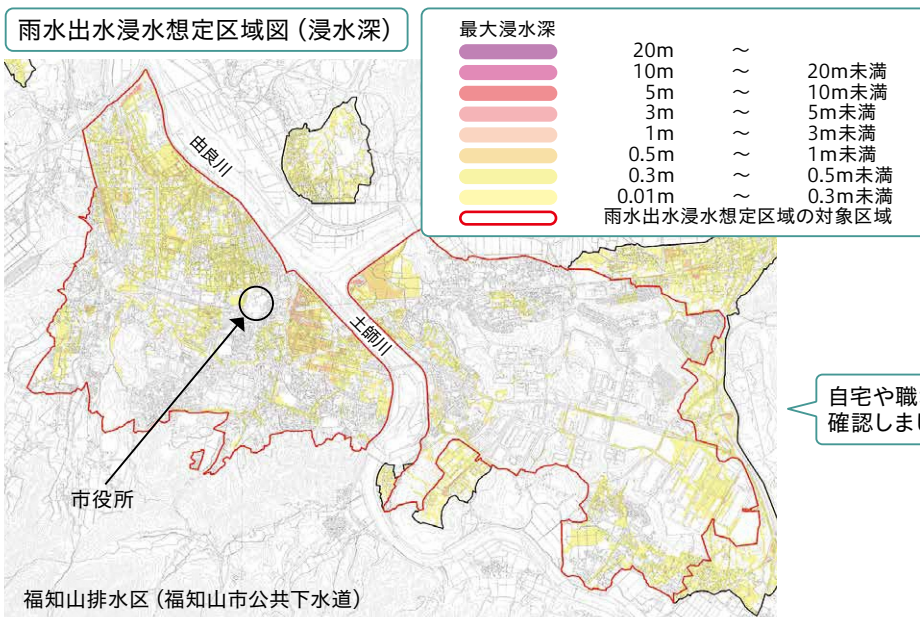 雨水出水浸水想定区域図（浸水深）
最大浸水深
20m ～
10m ～ 20m未満
5m ～ 10m未満
3m ～ 5m未満
1m ～ 3m未満
0.5m ～ 1m未満
0.3m ～ 0.5m未満
0.01m ～ 0.3m未満
雨水出水浸水想定区域の対象区域
由良川
土師川
自宅や職
確認しまし
市役所
福知山排水区（福知山市公共下水道）